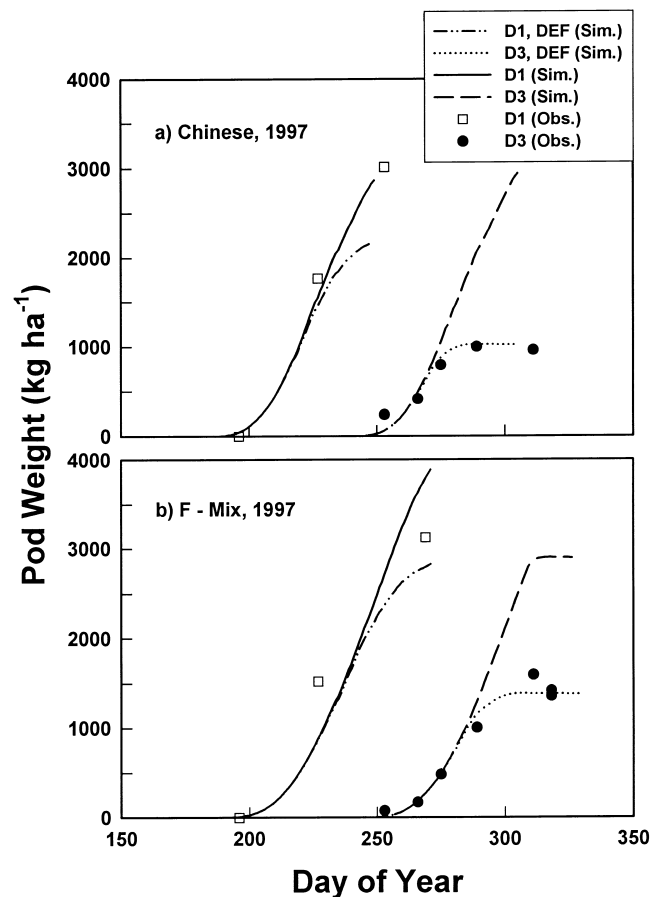 D1, DEF (Sim.)
D3, DEF (Sim.)
D1 (Sim.)
D3 (Sim.)
D1 (Obs.)
D3 (Obs.)
a) Chinese, 1997
4000
3000
2000
1000
0
b) F - Mix, 1997
4000
3000
2000
1000
0
150 200 250 300 350
Pod Weight (kg ha⁻¹)
Day of Year